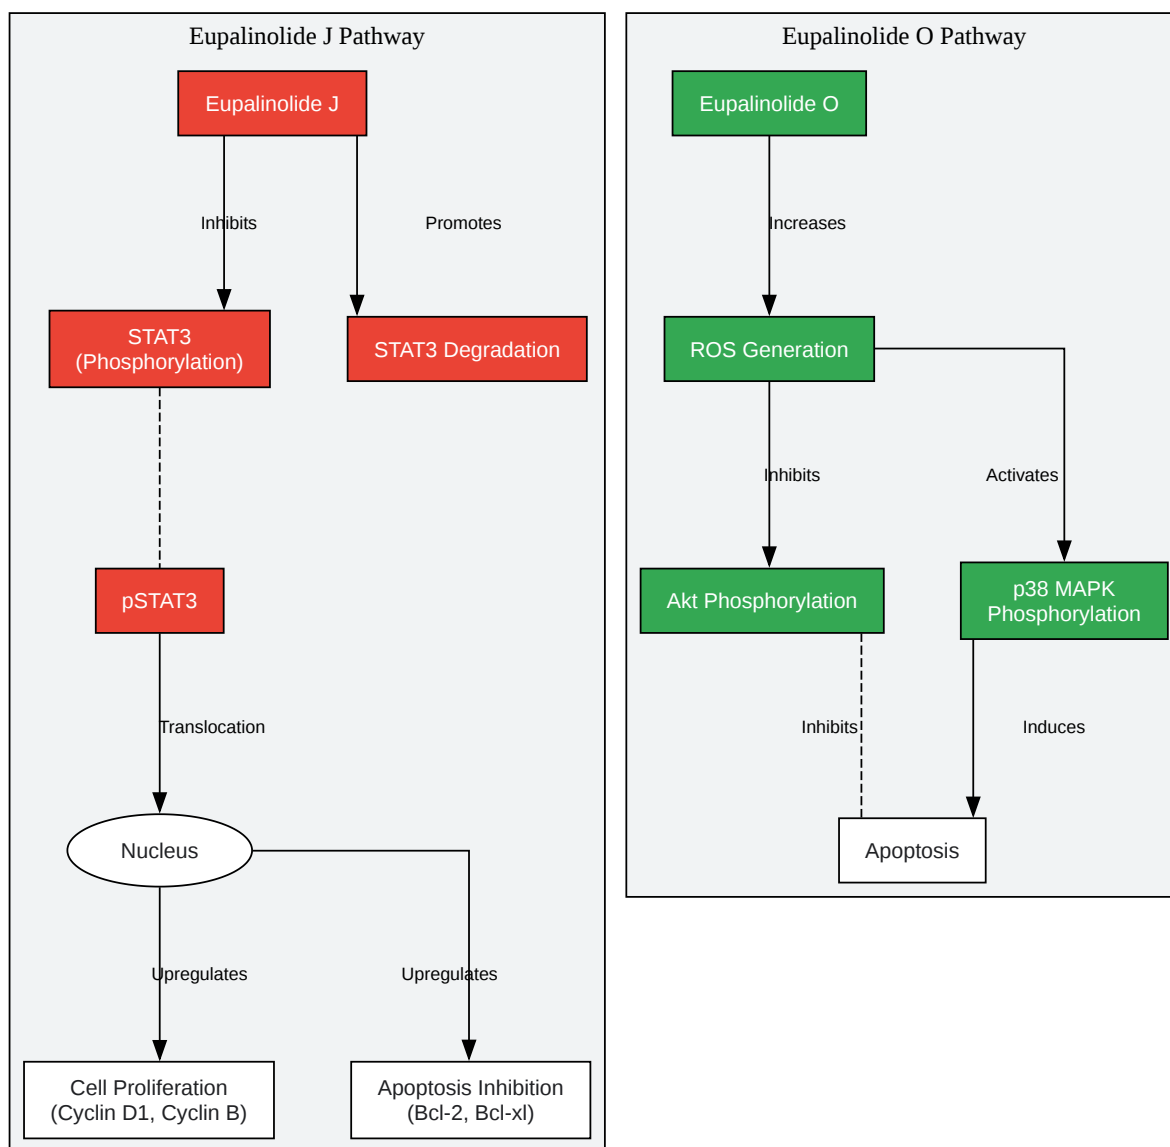 Eupalinolide J Pathway
Eupalinolide J
Inhibits
Promotes
STAT3
(Phosphorylation)
STAT3 Degradation
pSTAT3
Translocation
Nucleus
Upregulates
Upregulates
Cell Proliferation
(Cyclin D1, Cyclin B)
Apoptosis Inhibition
(Bcl-2, Bcl-xl)
Eupalinolide O Pathway
Eupalinolide O
Increases
ROS Generation
Inhibits
Activates
Akt Phosphorylation
p38 MAPK
Phosphorylation
Inhibits
Induces
Apoptosis